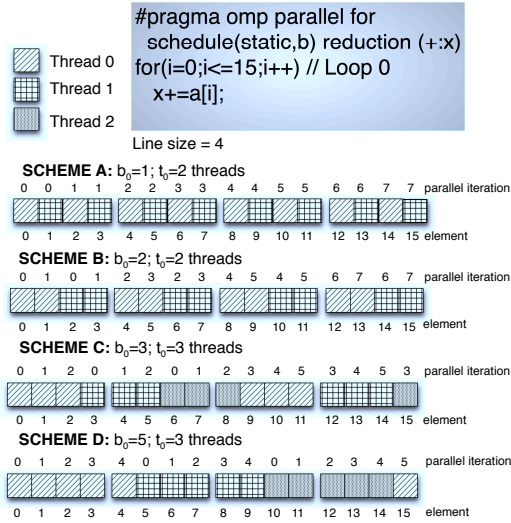 #pragma omp parallel for
schedule(static,b) reduction (+:x)
for(i=0;i<=15;i++) // Loop 0
x+=a[i];
Thread 0
Thread 1
Thread 2
Line size = 4
SCHEME A: b0=1; t0=2 threads
0 0 1 1 2 2 3 3 4 4 5 5 6 6 7 7 parallel iteration
0 1 2 3 4 5 6 7 8 9 10 11 12 13 14 15 element
SCHEME B: b0=2; t0=2 threads
0 1 0 1 2 3 2 3 4 5 4 5 6 7 6 7 parallel iteration
0 1 2 3 4 5 6 7 8 9 10 11 12 13 14 15 element
SCHEME C: b0=3; t0=3 threads
0 1 2 0 1 2 0 1 2 3 4 5 3 4 5 3 parallel iteration
0 1 2 3 4 5 6 7 8 9 10 11 12 13 14 15 element
SCHEME D: b0=5; t0=3 threads
0 1 2 3 4 0 1 2 3 4 0 1 2 3 4 5 parallel iteration
0 1 2 3 4 5 6 7 8 9 10 11 12 13 14 15 element